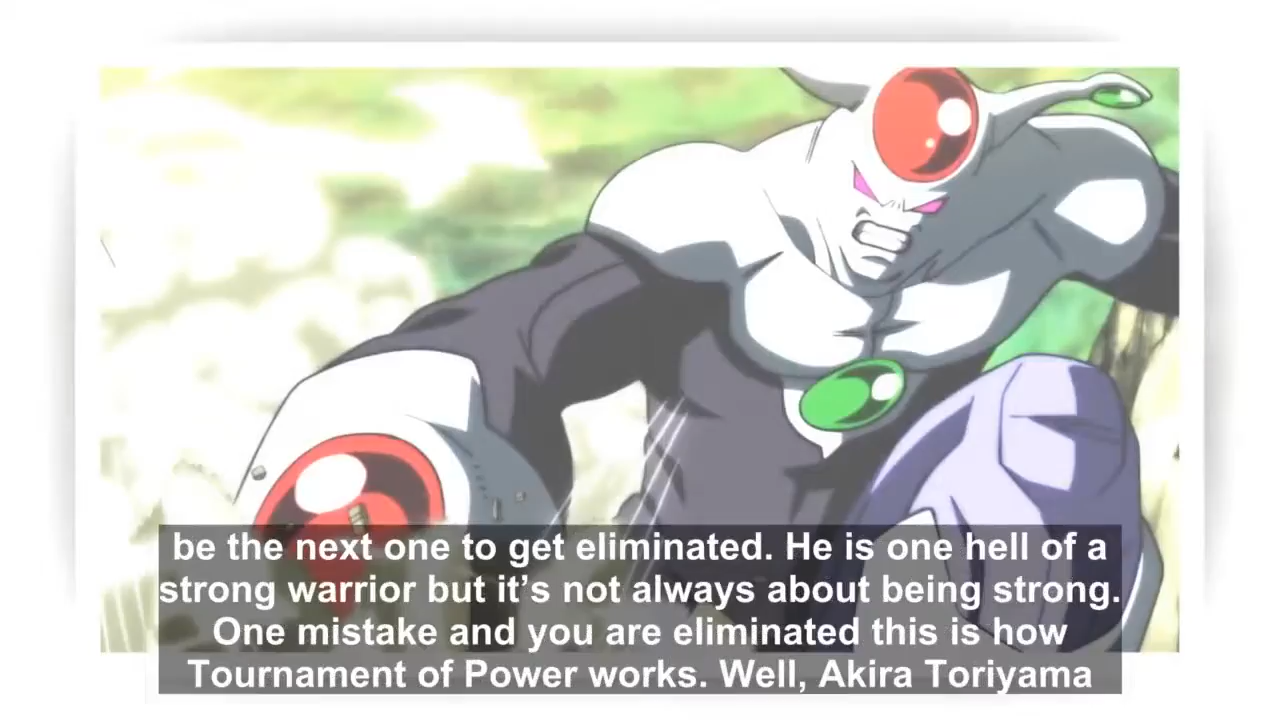 be the next one to get eliminated. He is one hell of a
strong warrior but it’s not always about being strong.
One mistake and you are eliminated this is how
Tournament of Power works. Well, Akira Toriyama